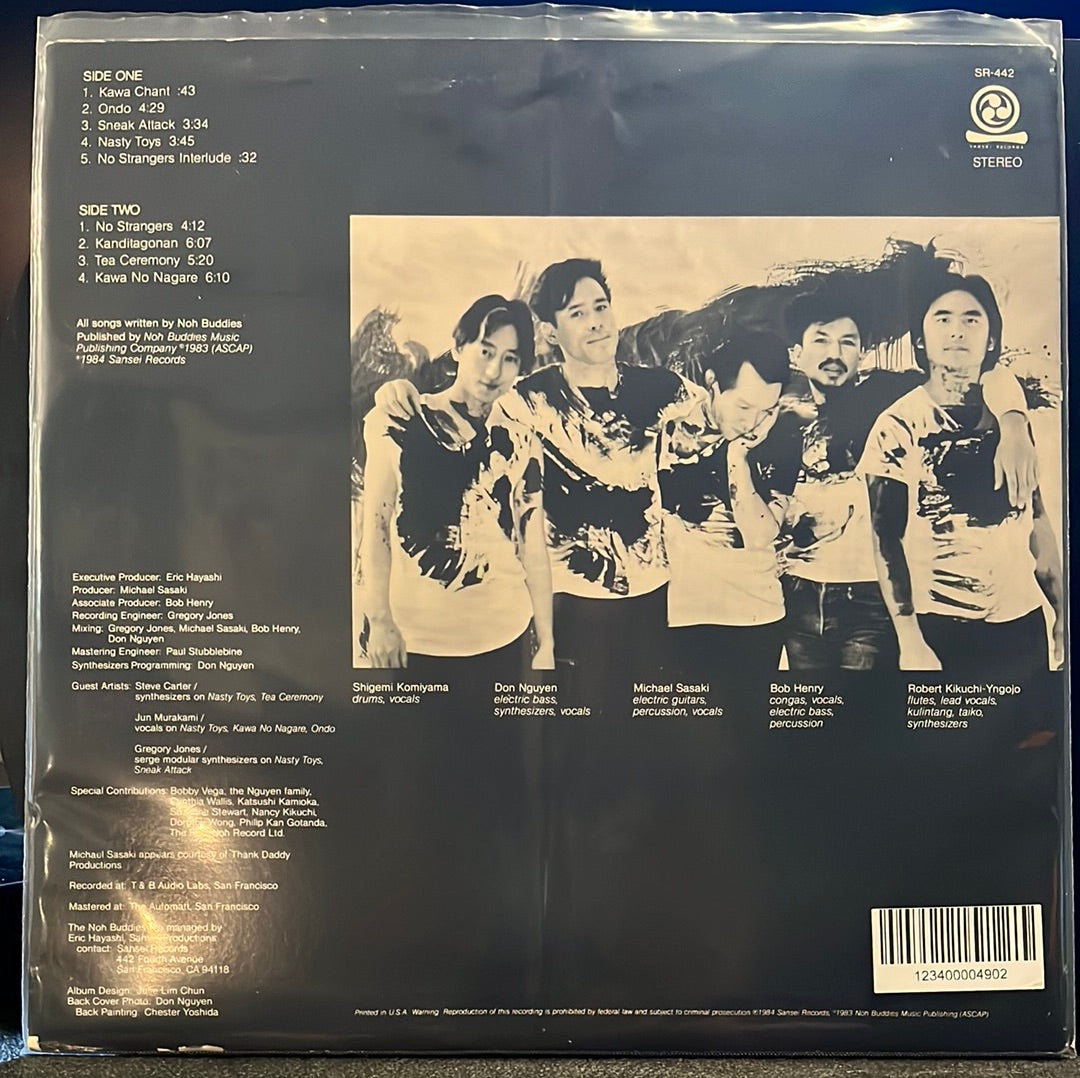 SIDE ONE
1. Kawa Chant :43
2. Ondo 4:29
3. Sneak Attack 3:34
4. Nasty Toys 3:45
5. No Strangers Interlude :32
SIDE TWO
1. No Strangers 4:12
2. Kanditagonan 6:07
3. Tea Ceremony 5:20
4. Kawa No Nagare 6:10
All songs written by Noh Buddies
Published by Noh Buddies Music
Publishing Company ©1983 (ASCAP)
℗1984 Sansei Records
SR-442
SANSEI RECORDS
STEREO
Executive Producer: Eric Hayashi
Producer: Michael Sasaki
Associate Producer: Bob Henry
Recording Engineer: Gregory Jones
Mixing: Gregory Jones, Michael Sasaki, Bob Henry,
Don Nguyen
Mastering Engineer: Paul Stubblebine
Synthesizers Programming: Don Nguyen
Guest Artists: Steve Carter /
synthesizers on Nasty Toys, Tea Ceremony
Jun Murakami /
vocals on Nasty Toys, Kawa No Nagare, Ondo
Gregory Jones /
serge modular synthesizers on Nasty Toys,
Sneak Attack
Special Contributions: Bobby Vega, the Nguyen family,
Cynthia Wallis, Katsushi Kamioka,
Stewart, Nancy Kikuchi,
Dorothy Wong, Philip Kan Gotanda,
The Noh Record Ltd.
Michael Sasaki appears courtesy of Thank Daddy
Productions
Recorded at: T & B Audio Labs, San Francisco
Mastered at: The Automatt, San Francisco
The Noh Buddies managed by
Eric Hayashi, Sansei Productions
contact: Sansei Records
442 Fourth Avenue
San Francisco, CA 94118
Album Design: Lim Chun
Back Cover Photo: Don Nguyen
Back Painting: Chester Yoshida
Shigemi Komiyama
drums, vocals
Don Nguyen
electric bass,
synthesizers, vocals
Michael Sasaki
electric guitars,
percussion, vocals
Bob Henry
congas, vocals,
electric bass,
percussion
Robert Kikuchi-Yngojo
flutes, lead vocals,
kulintang, taiko,
synthesizers
123400004902
Printed in U.S.A. Warning: Reproduction of this recording is prohibited by federal law and subject to criminal prosecution ℗1984 Sansei Records, ©1983 Noh Buddies Music Publishing (ASCAP)